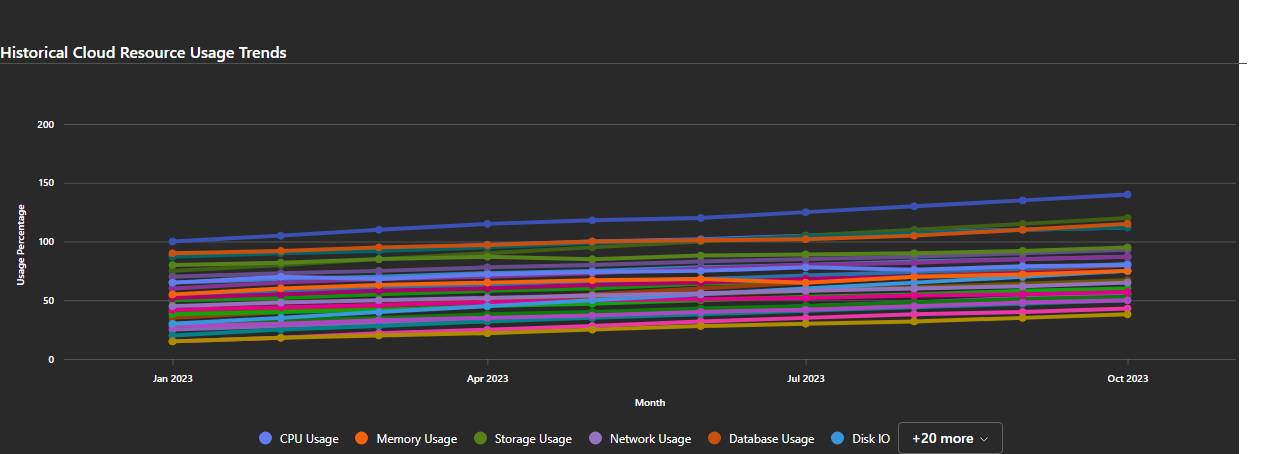 Historical Cloud Resource Usage Trends
200
150
100
50
0
Usage Percentage
Jan 2023 Apr 2023 Jul 2023 Oct 2023
Month
CPU Usage Memory Usage Storage Usage Network Usage Database Usage Disk IO +20 more